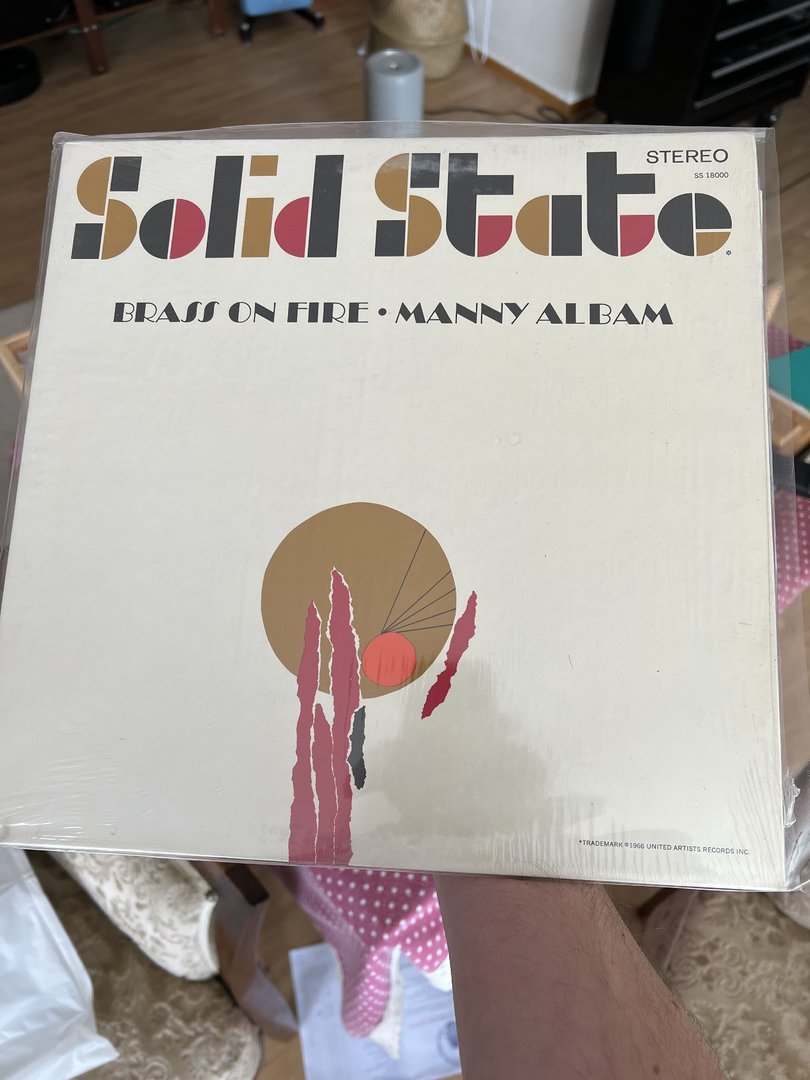 Solid State
STEREO
SS 18000
*
BRASS ON FIRE • MANNY ALBAM
*TRADEMARK ©1966 UNITED ARTISTS RECORDS INC.